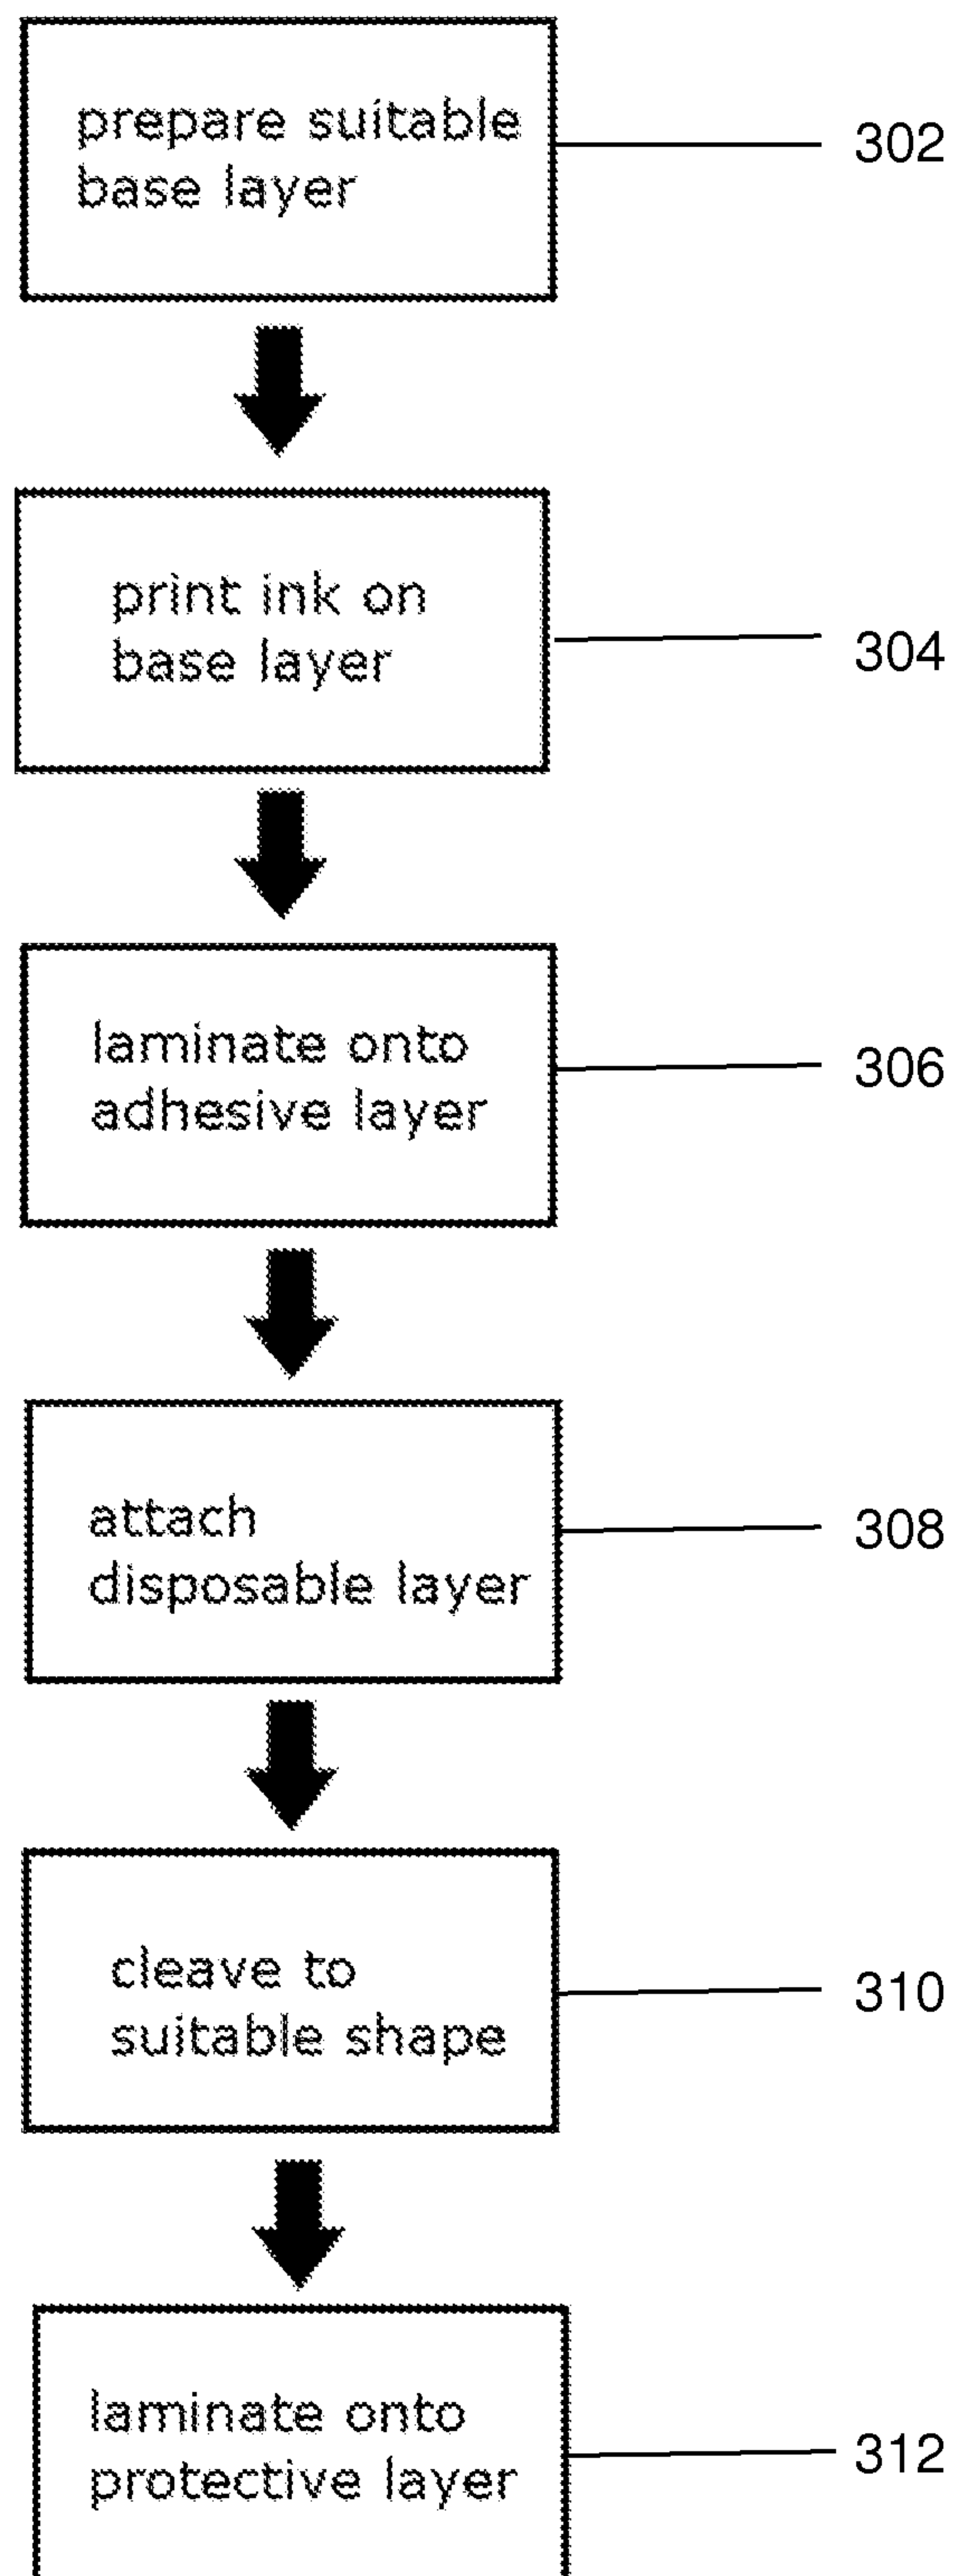 prepare suitable
base layer
302
print ink on
base layer
304
laminate onto
adhesive layer
306
attach
disposable layer
308
cleave to
suitable shape
310
laminate onto
protective layer
312